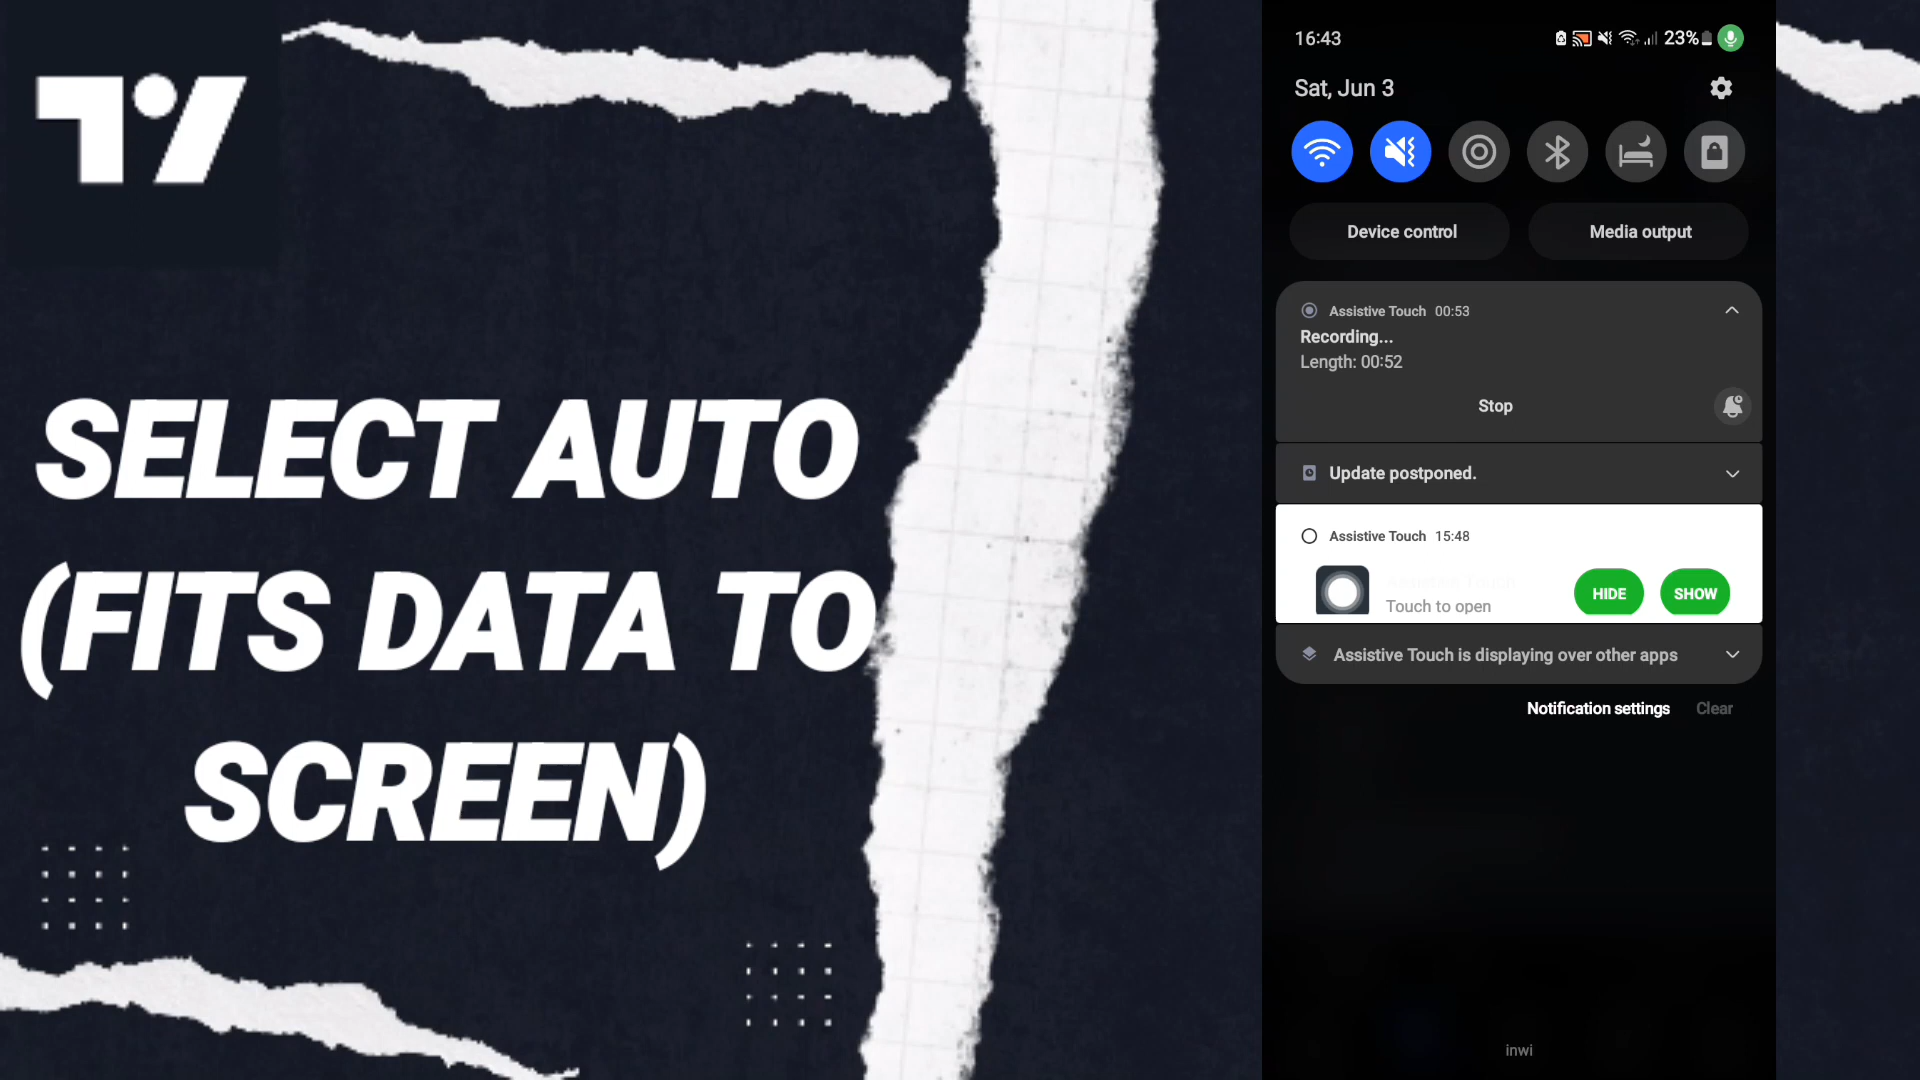 SELECT AUTO
(FITS DATA TO
SCREEN)
16:43
23%
Sat, Jun 3
Device control
Media output
Assistive Touch 00:53
Recording...
Length: 00:52
Stop
Update postponed.
Assistive Touch 15:48
Assistive Touch
Touch to open
HIDE
SHOW
Assistive Touch is displaying over other apps
Notification settings
Clear
inwi